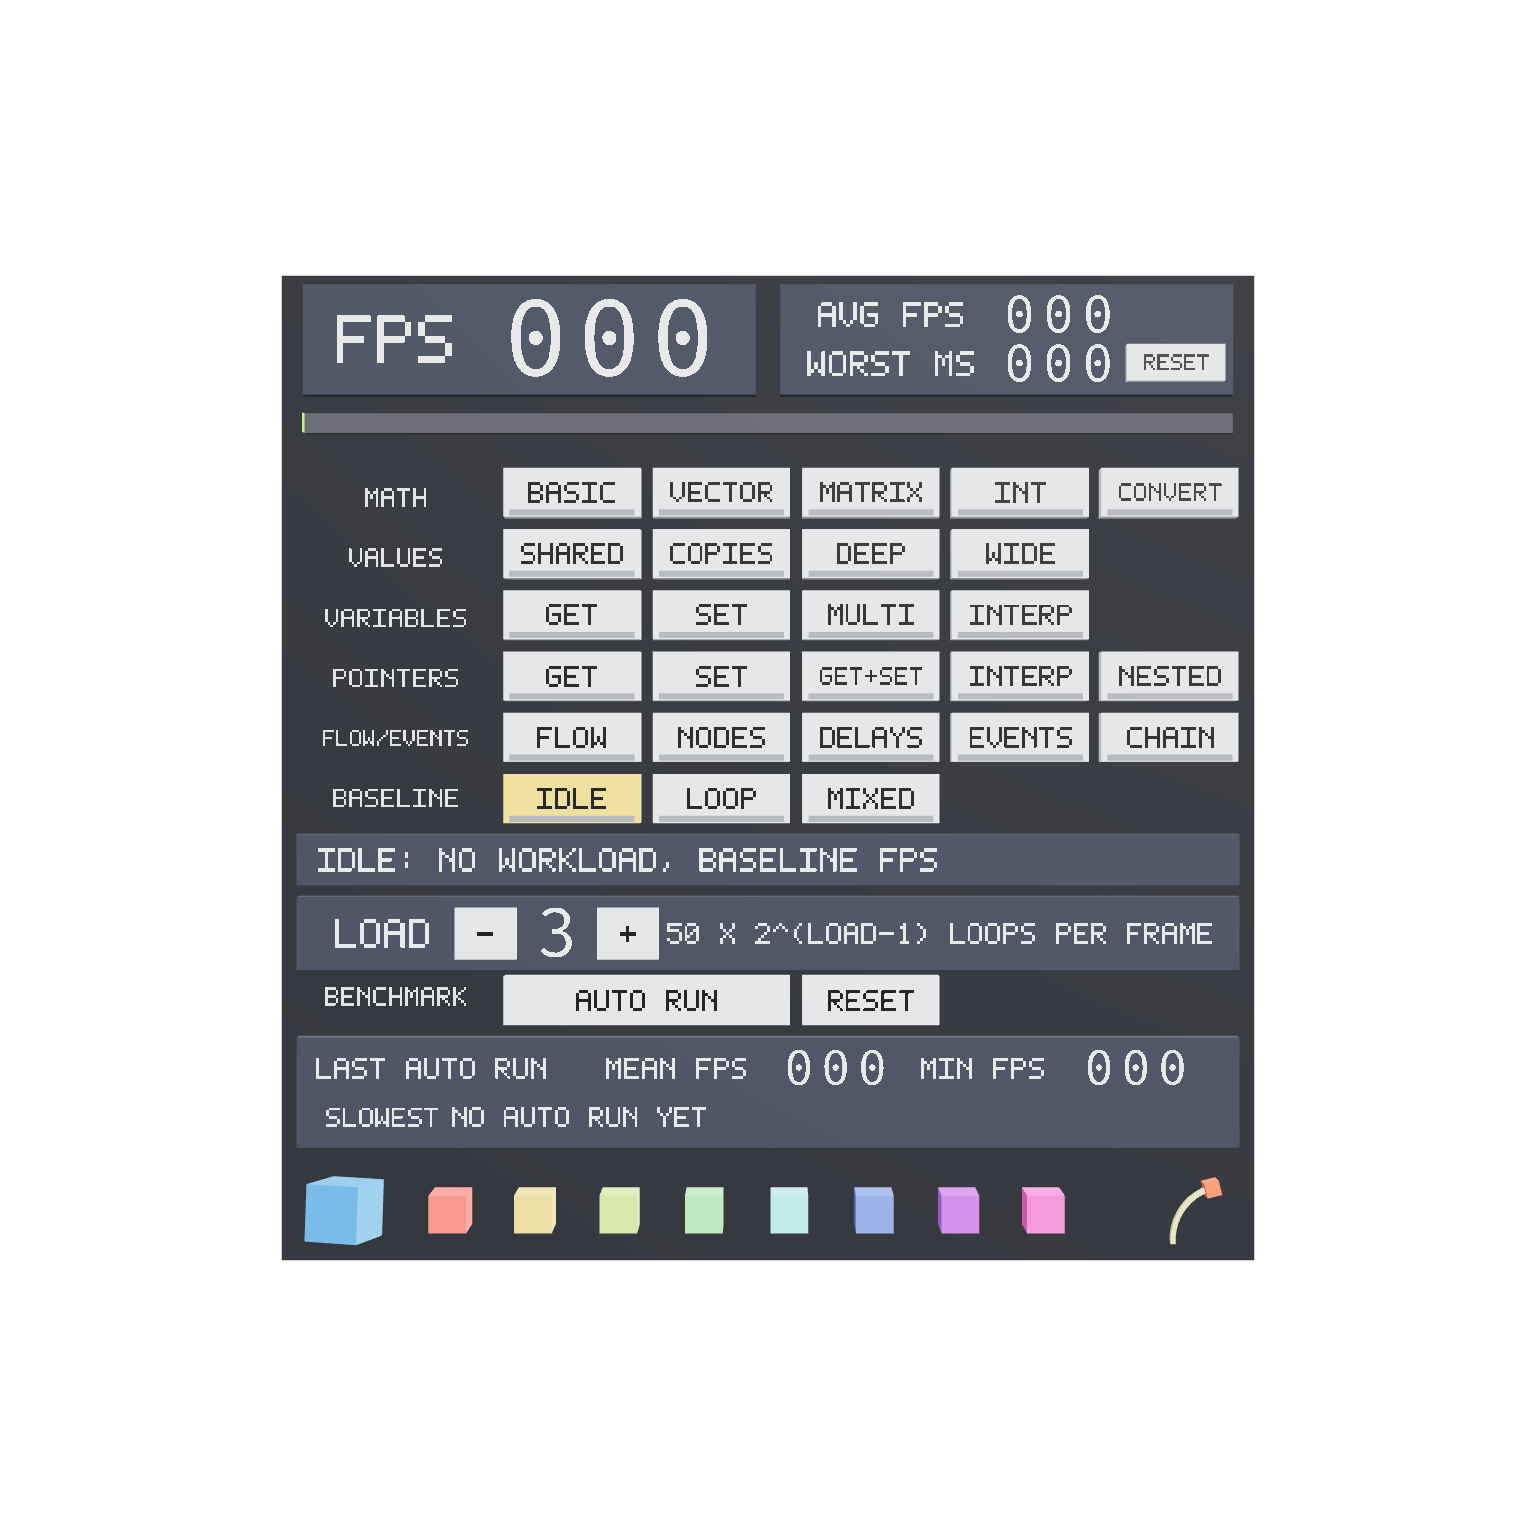 FPS 000
AVG FPS 000
WORST MS 000 RESET
MATH BASIC VECTOR MATRIX INT CONVERT
VALUES SHARED COPIES DEEP WIDE
VARIABLES GET SET MULTI INTERP
POINTERS GET SET GET+SET INTERP NESTED
FLOW/EVENTS FLOW NODES DELAYS EVENTS CHAIN
BASELINE IDLE LOOP MIXED
IDLE: NO WORKLOAD, BASELINE FPS
LOAD - 3 + 50 X 2^(LOAD-1) LOOPS PER FRAME
BENCHMARK AUTO RUN RESET
LAST AUTO RUN MEAN FPS 000 MIN FPS 000
SLOWEST NO AUTO RUN YET